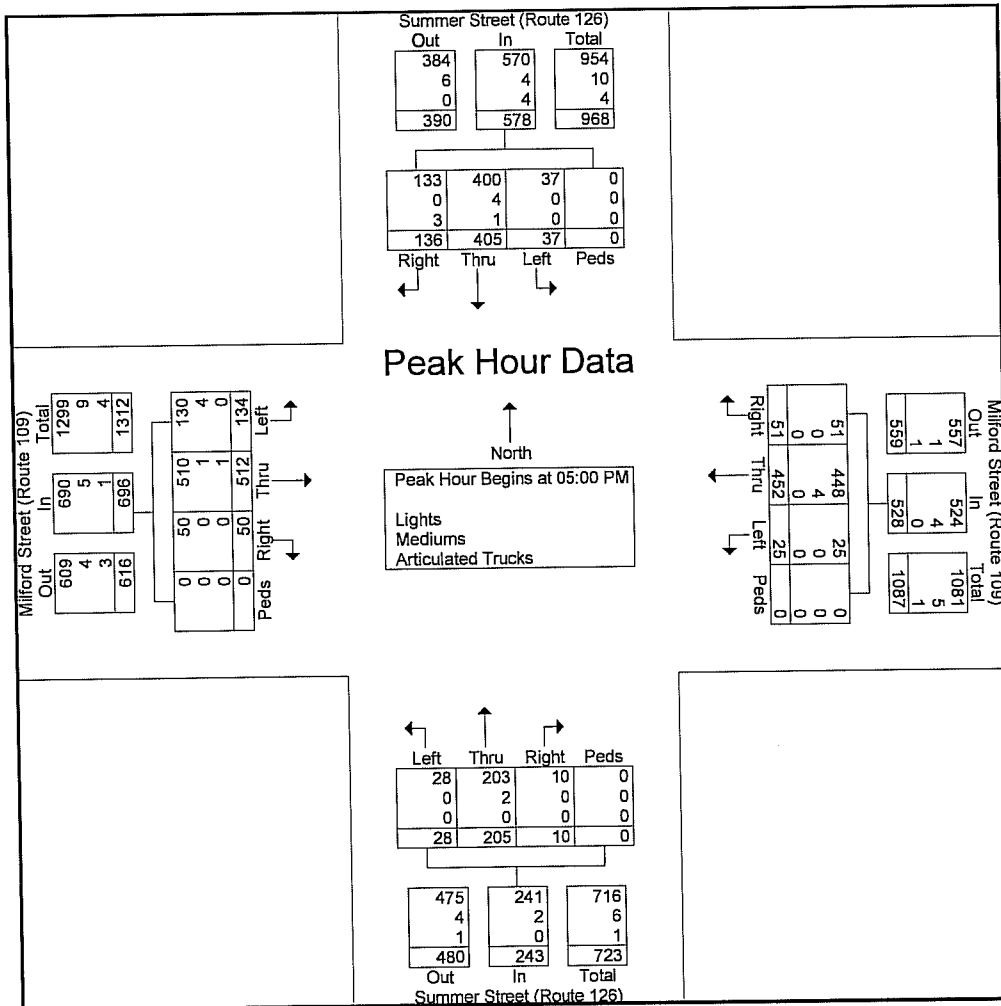 Summer Street (Route 126)
Out In Total
384 570 954
6 4 10
0 4 4
390 578 968
133 400 37 0
0 4 0 0
3 1 0 0
136 405 37 0
Right Thru Left Peds
Peak Hour Data
Milford Street (Route 109)
Total In Out
1299 9 4 1312
690 5 1 696
609 4 3 616
130 4 0 134 Left
510 1 1 512 Thru
50 0 0 50 Right
0 0 0 0 Peds
North
Peak Hour Begins at 05:00 PM
Lights
Mediums
Articulated Trucks
Right Thru Left Peds
51 0 0 51
448 4 0 452
25 0 0 25
0 0 0 0
Milford Street (Route 109)
Out In Total
557 1 1 559
524 4 0 528
1081 5 1 1087
Left Thru Right Peds
28 203 10 0
0 2 0 0
0 0 0 0
28 205 10 0
475 241 716
4 2 6
1 0 1
480 243 723
Out In Total
Summer Street (Route 126)